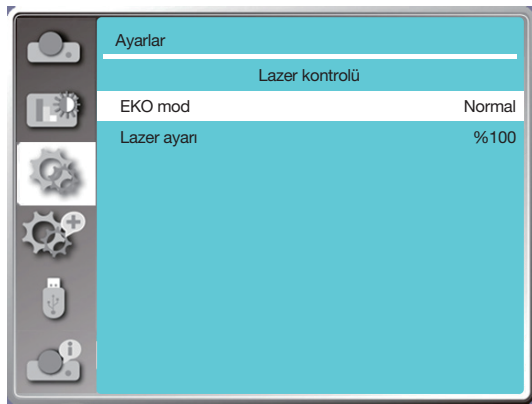 Ayarlar
Lazer kontrolü
EKO mod Normal
Lazer ayarı %100